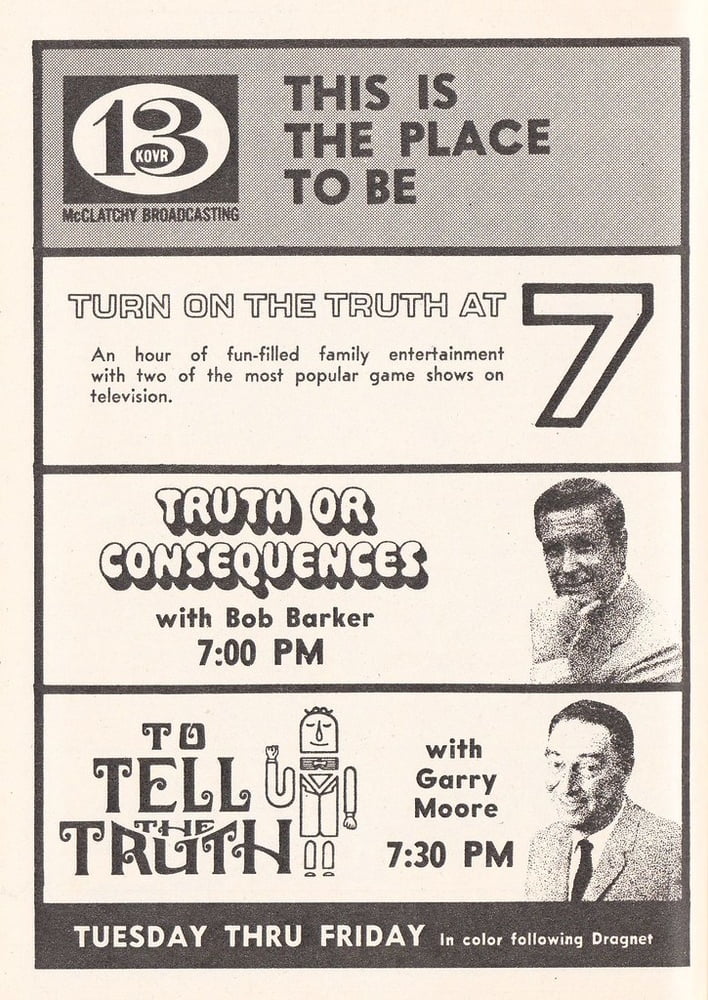 13
KOVR
McCLATCHY BROADCASTING
THIS IS
THE PLACE
TO BE
TURN ON THE TRUTH AT 7
An hour of fun-filled family entertainment
with two of the most popular game shows on
television.
TRUTH OR
CONSEQUENCES
with Bob Barker
7:00 PM
TO
TELL
THE
TRUTH
with
Garry
Moore
7:30 PM
TUESDAY THRU FRIDAY In color following Dragnet